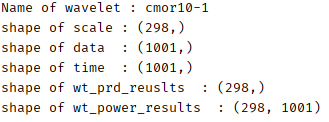 Name of wavelet : cmor10-1
shape of scale : (298,)
shape of data  : (1001,)
shape of time  : (1001,)
shape of wt_prd_reuslts  : (298,)
shape of wt_power_results  : (298, 1001)